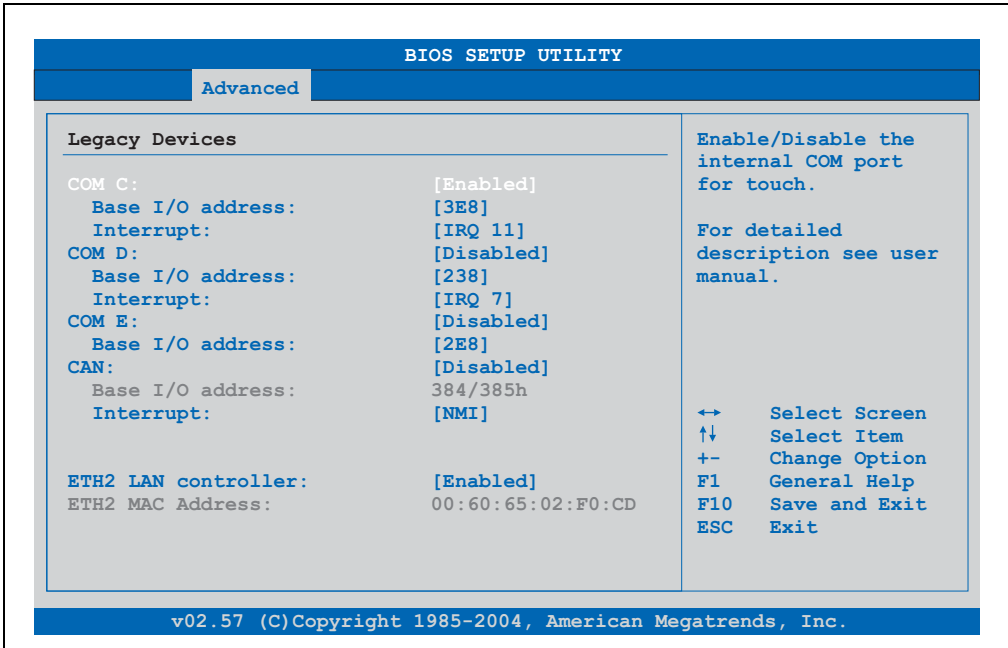 BIOS SETUP UTILITY
Advanced
Legacy Devices
COM C: [Enabled]
Base I/O address: [3E8]
Interrupt: [IRQ 11]
COM D: [Disabled]
Base I/O address: [238]
Interrupt: [IRQ 7]
COM E: [Disabled]
Base I/O address: [2E8]
CAN: [Disabled]
Base I/O address: 384/385h
Interrupt: [NMI]
ETH2 LAN controller: [Enabled]
ETH2 MAC Address: 00:60:65:02:F0:CD
Enable/Disable the
internal COM port
for touch.
For detailed
description see user
manual.
↔ Select Screen
↑↓ Select Item
+- Change Option
F1 General Help
F10 Save and Exit
ESC Exit
v02.57 (C)Copyright 1985-2004, American Megatrends, Inc.